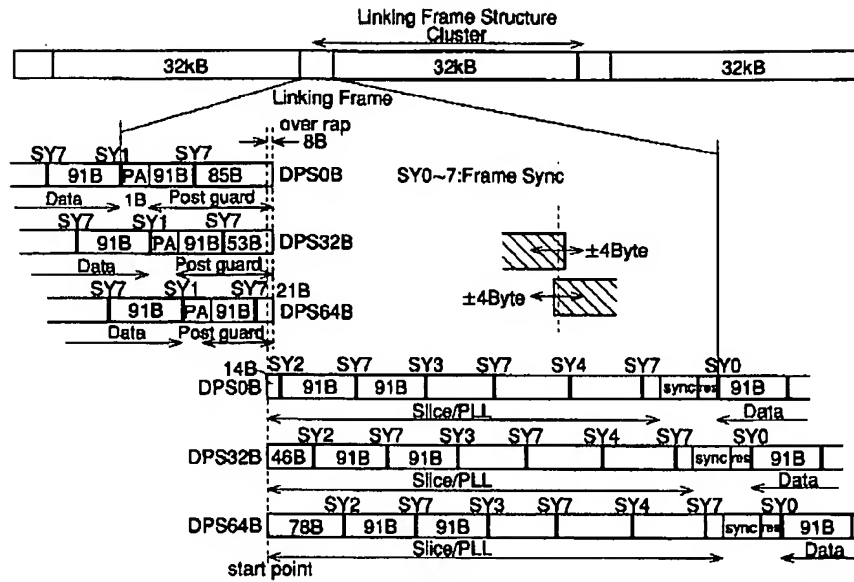 Linking Frame Structure
Cluster
32kB 32kB 32kB
Linking Frame
over rap
8B
SY7 SY1 SY7
91B PA 91B 85B DPS0B SY0~7:Frame Sync
Data 1B Post guard
SY7 SY1 SY7
91B PA 91B 53B DPS32B ±4Byte
Data Post guard
SY7 SY1 SY7 21B
91B PA 91B DPS64B ±4Byte
Data Post guard
14B SY2 SY7 SY3 SY7 SY4 SY7 SY0
DPS0B 91B 91B sync res 91B
Slice/PLL Data
SY2 SY7 SY3 SY7 SY4 SY7 SY0
DPS32B 46B 91B 91B sync res 91B
Slice/PLL Data
SY2 SY7 SY3 SY7 SY4 SY7 SY0
DPS64B 78B 91B 91B sync res 91B
Slice/PLL Data
start point